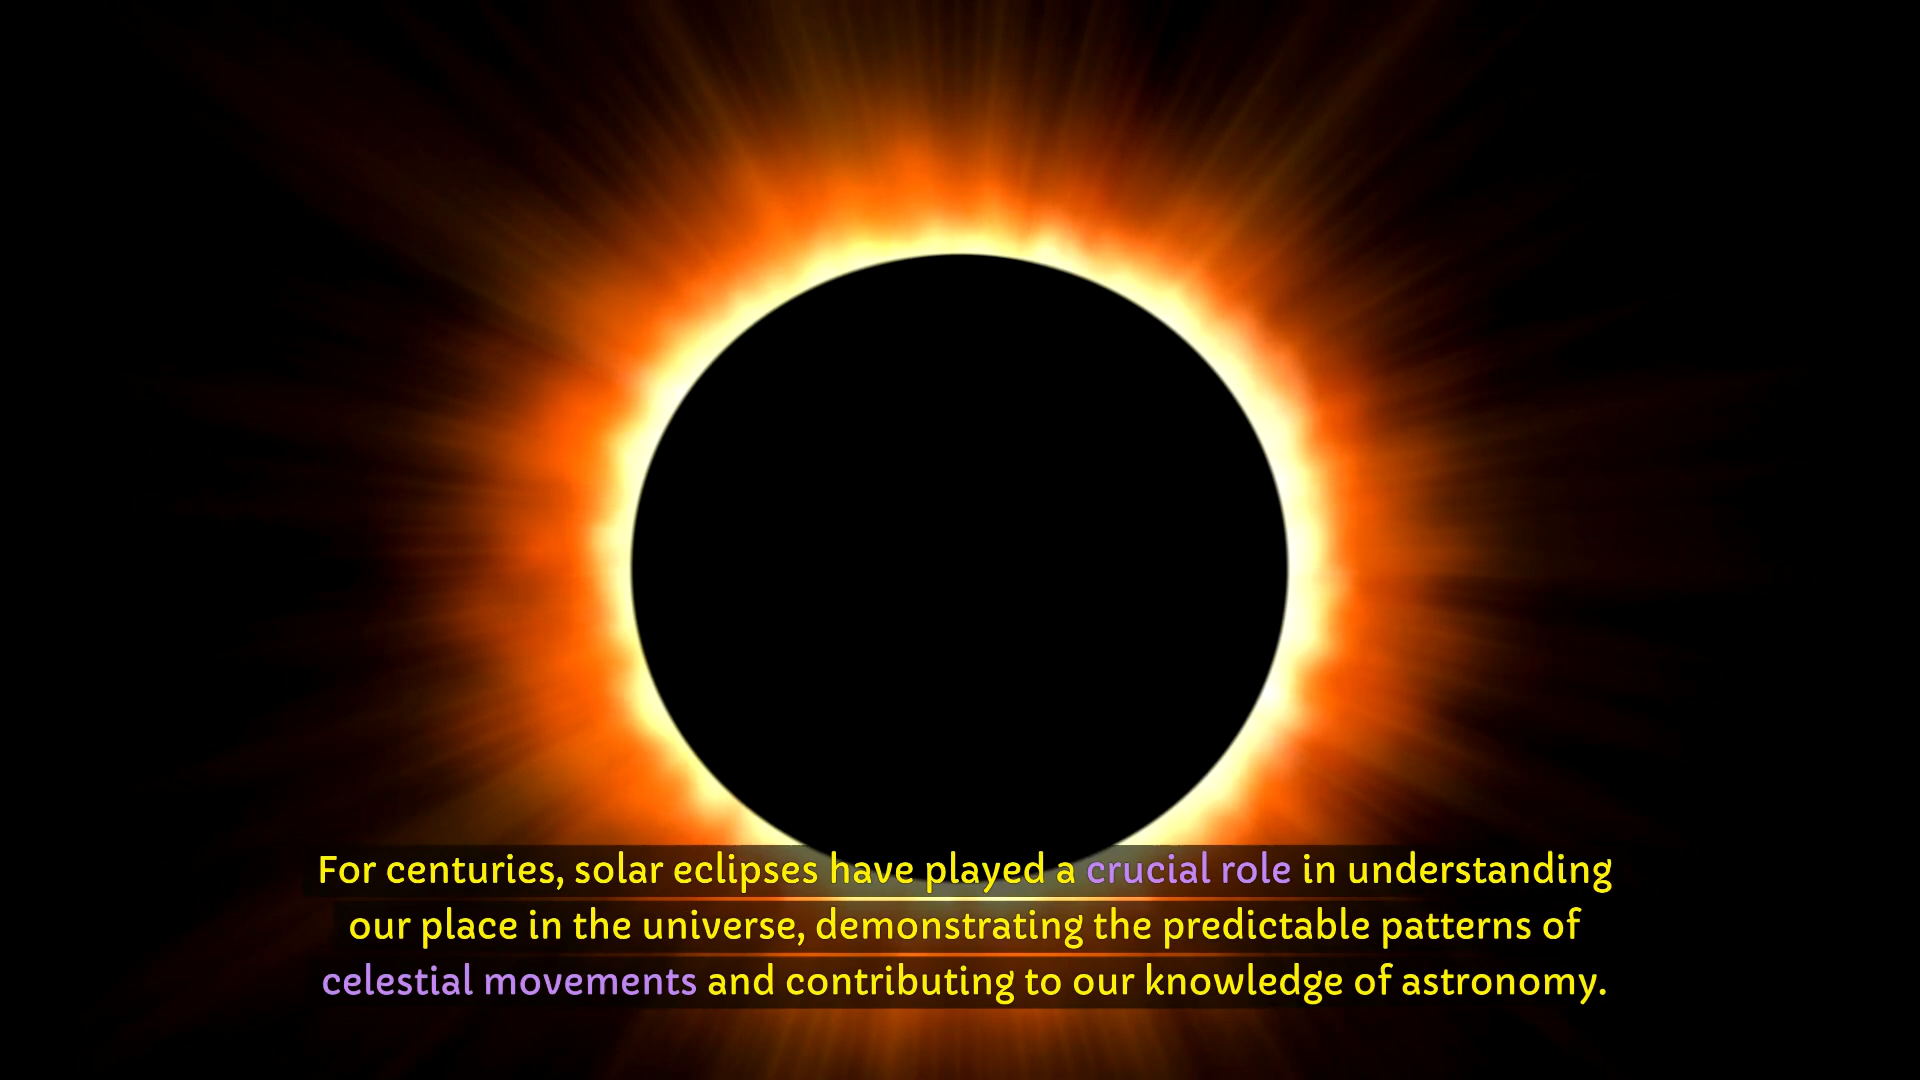 For centuries, solar eclipses have played a crucial role in understanding
our place in the universe, demonstrating the predictable patterns of
celestial movements and contributing to our knowledge of astronomy.